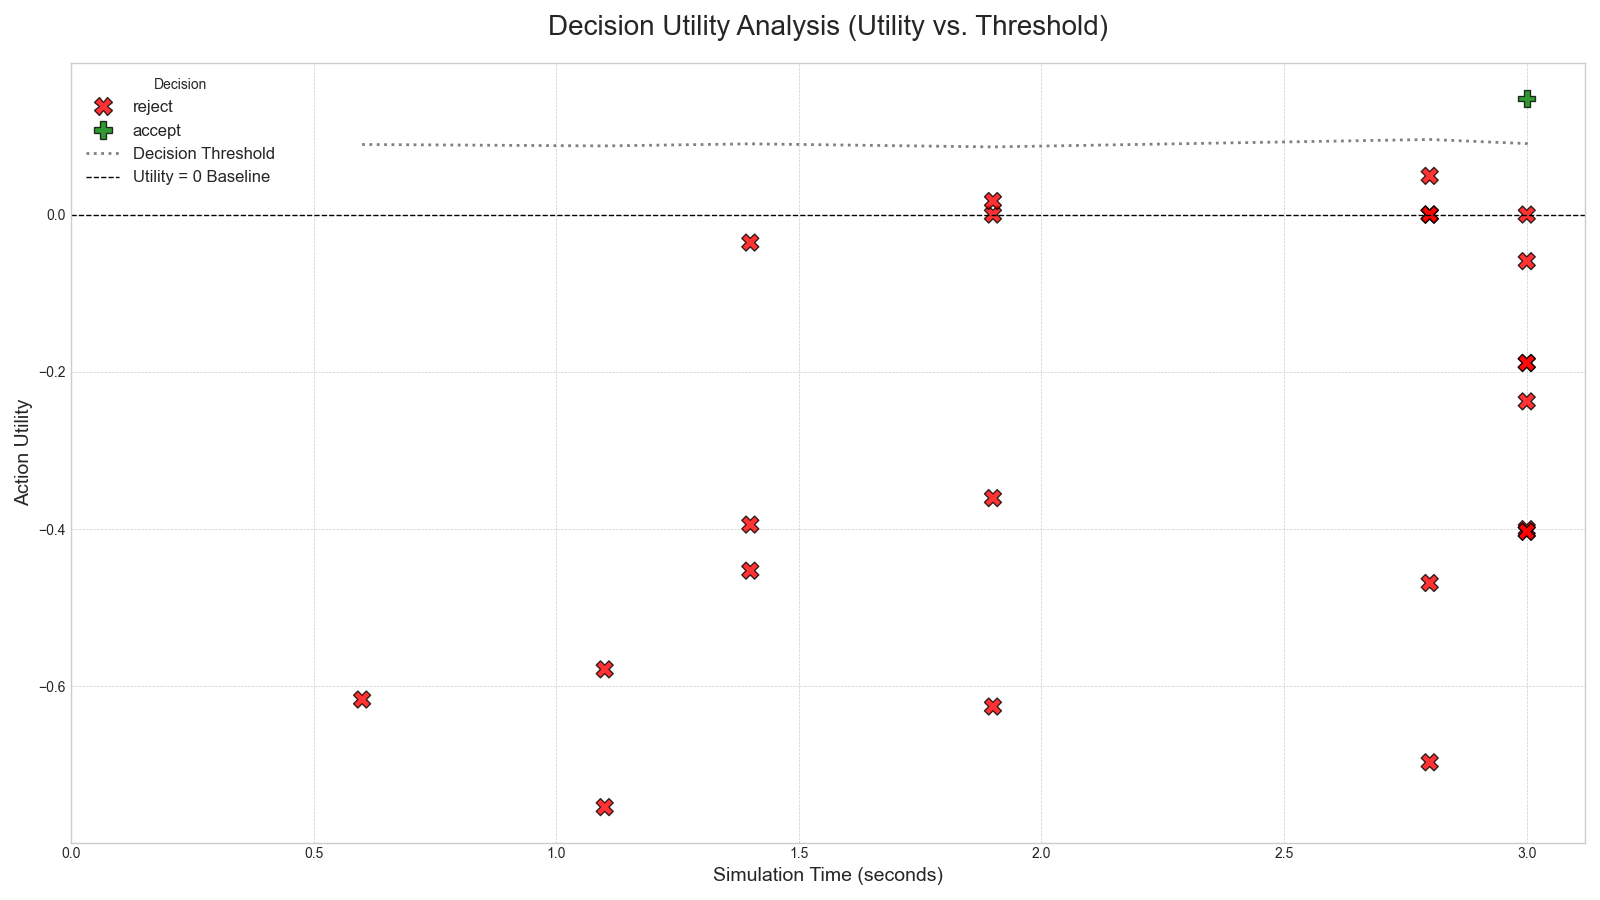 Decision Utility Analysis (Utility vs. Threshold)
Decision
reject
accept
Decision Threshold
Utility = 0 Baseline
Action Utility
0.0
−0.2
−0.4
−0.6
0.0 0.5 1.0 1.5 2.0 2.5 3.0
Simulation Time (seconds)